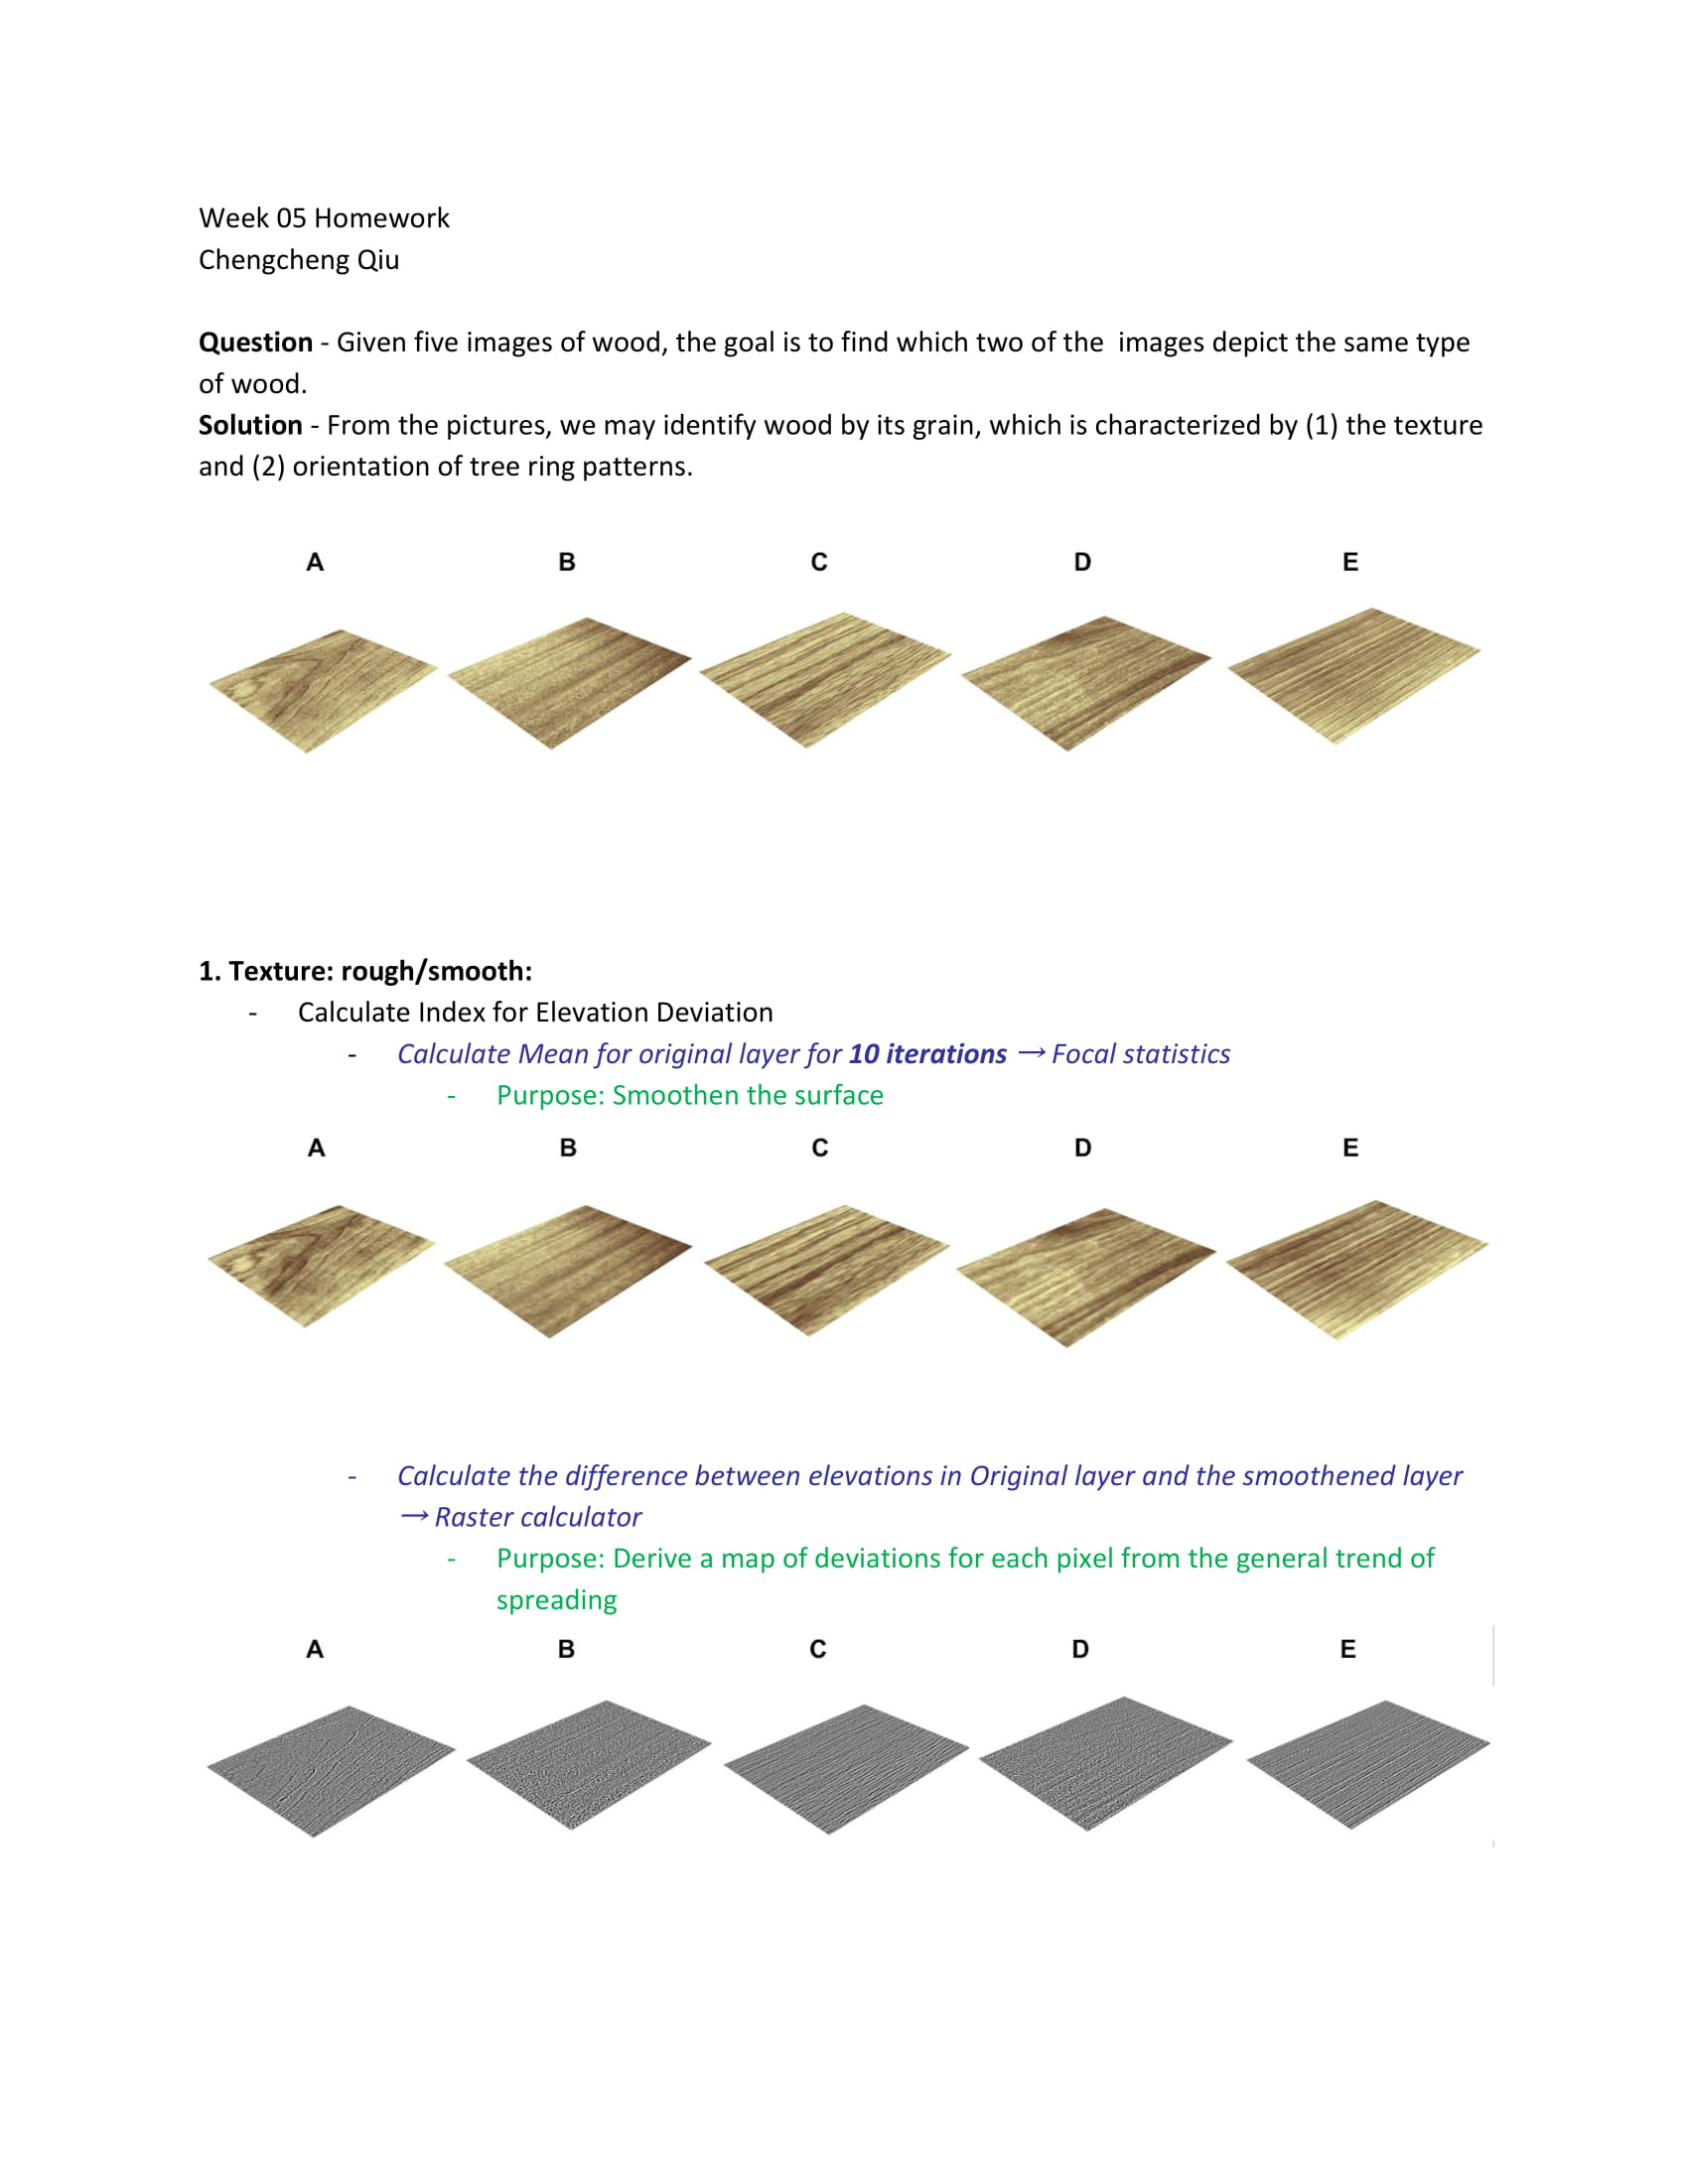 Week 05 Homework
Chengcheng Qiu
Question - Given five images of wood, the goal is to find which two of the  images depict the same type
of wood.
Solution - From the pictures, we may identify wood by its grain, which is characterized by (1) the texture
and (2) orientation of tree ring patterns.
A B C D E
1. Texture: rough/smooth:
- Calculate Index for Elevation Deviation
- Calculate Mean for original layer for 10 iterations → Focal statistics
- Purpose: Smoothen the surface
A B C D E
- Calculate the difference between elevations in Original layer and the smoothened layer
→ Raster calculator
- Purpose: Derive a map of deviations for each pixel from the general trend of
spreading
A B C D E